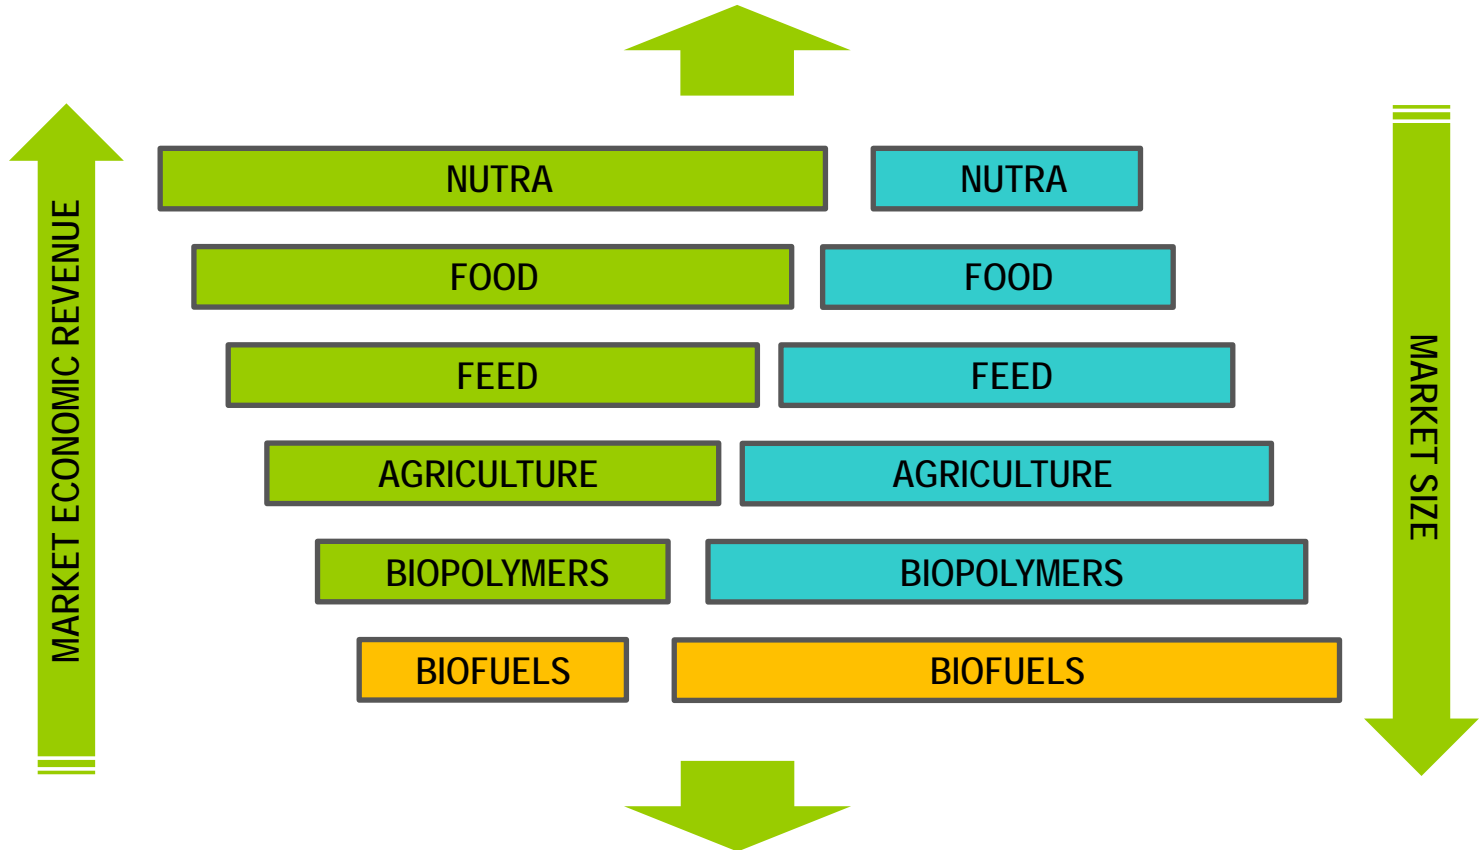 MARKET ECONOMIC REVENUE
NUTRA
NUTRA
FOOD
FOOD
FEED
FEED
AGRICULTURE
AGRICULTURE
BIOPOLYMERS
BIOPOLYMERS
BIOFUELS
BIOFUELS
MARKET SIZE